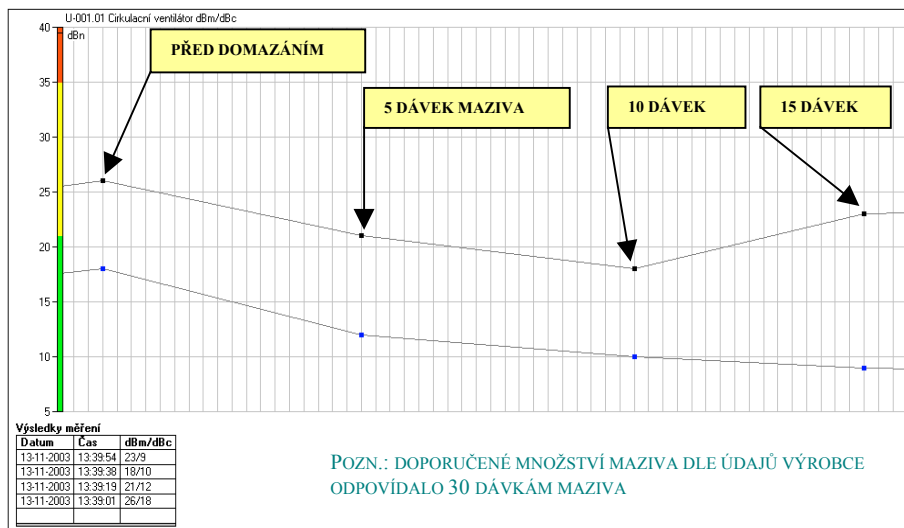 U-001.01 Cirkulacní ventilátor dBm/dBc
40
dBn
PŘED DOMAZÁNÍM
35
5 DÁVEK MAZIVA
10 DÁVEK
15 DÁVEK
30
25
20
15
10
5
Výsledky měření
Datum Čas dBm/dBc
13-11-2003 13:39:54 23/9
13-11-2003 13:39:38 18/10
13-11-2003 13:39:19 21/12
13-11-2003 13:39:01 26/18
POZN.: DOPORUČENÉ MNOŽSTVÍ MAZIVA DLE ÚDAJŮ VÝROBCE
ODPOVÍDALO 30 DÁVKÁM MAZIVA